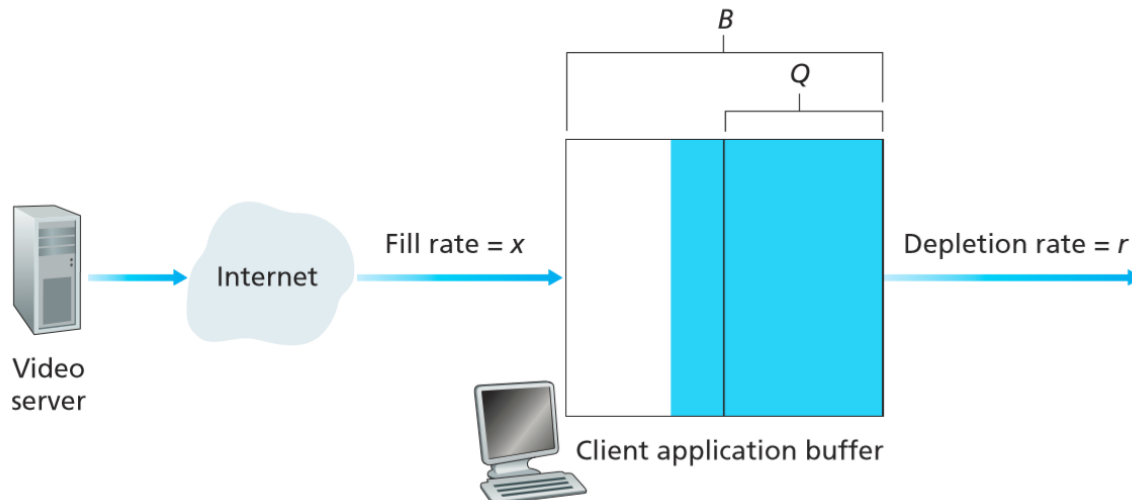 B
Q
Fill rate = x
Depletion rate = r
Internet
Video
server
Client application buffer